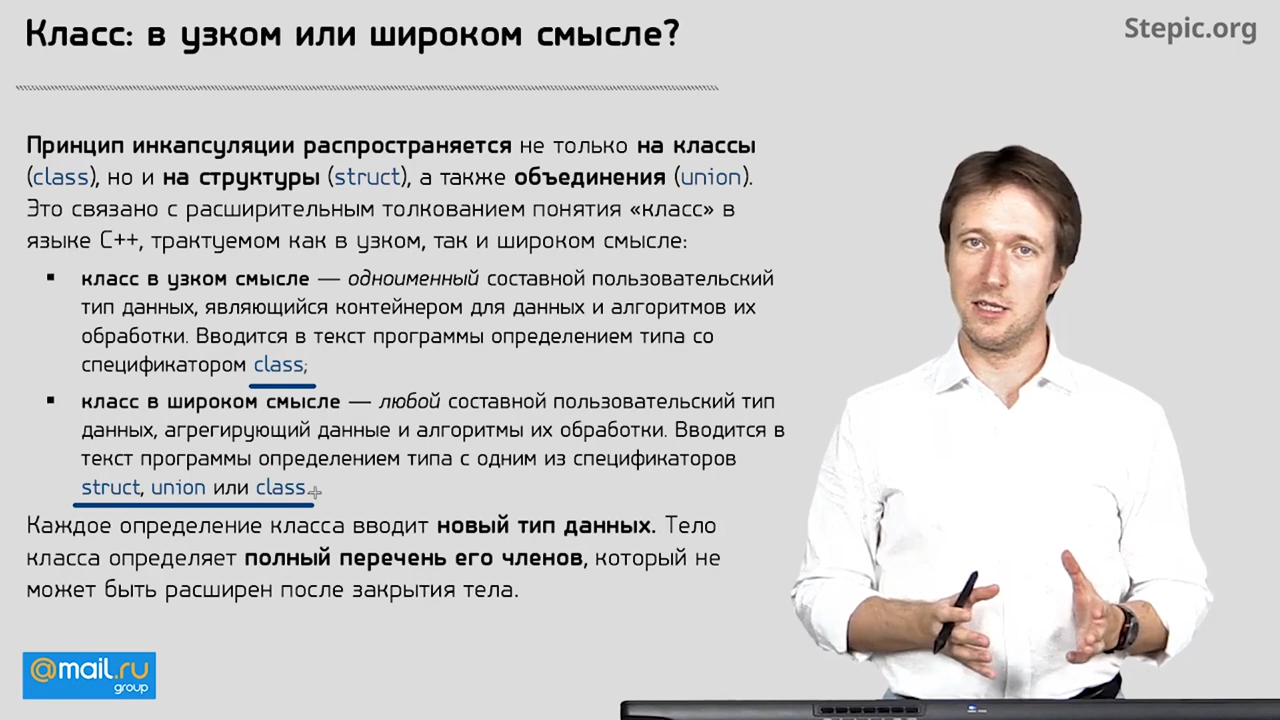 Класс: в узком или широком смысле?
Stepic.org
Принцип инкапсуляции распространяется не только на классы
(class), но и на структуры (struct), а также объединения (union).
Это связано с расширительным толкованием понятия «класс» в
языке C++, трактуемом как в узком, так и широком смысле:
▪ класс в узком смысле — одноименный составной пользовательский
тип данных, являющийся контейнером для данных и алгоритмов их
обработки. Вводится в текст программы определением типа со
спецификатором class;
▪ класс в широком смысле — любой составной пользовательский тип
данных, агрегирующий данные и алгоритмы их обработки. Вводится в
текст программы определением типа с одним из спецификаторов
struct, union или class.
Каждое определение класса вводит новый тип данных. Тело
класса определяет полный перечень его членов, который не
может быть расширен после закрытия тела.
@mail.ru
group